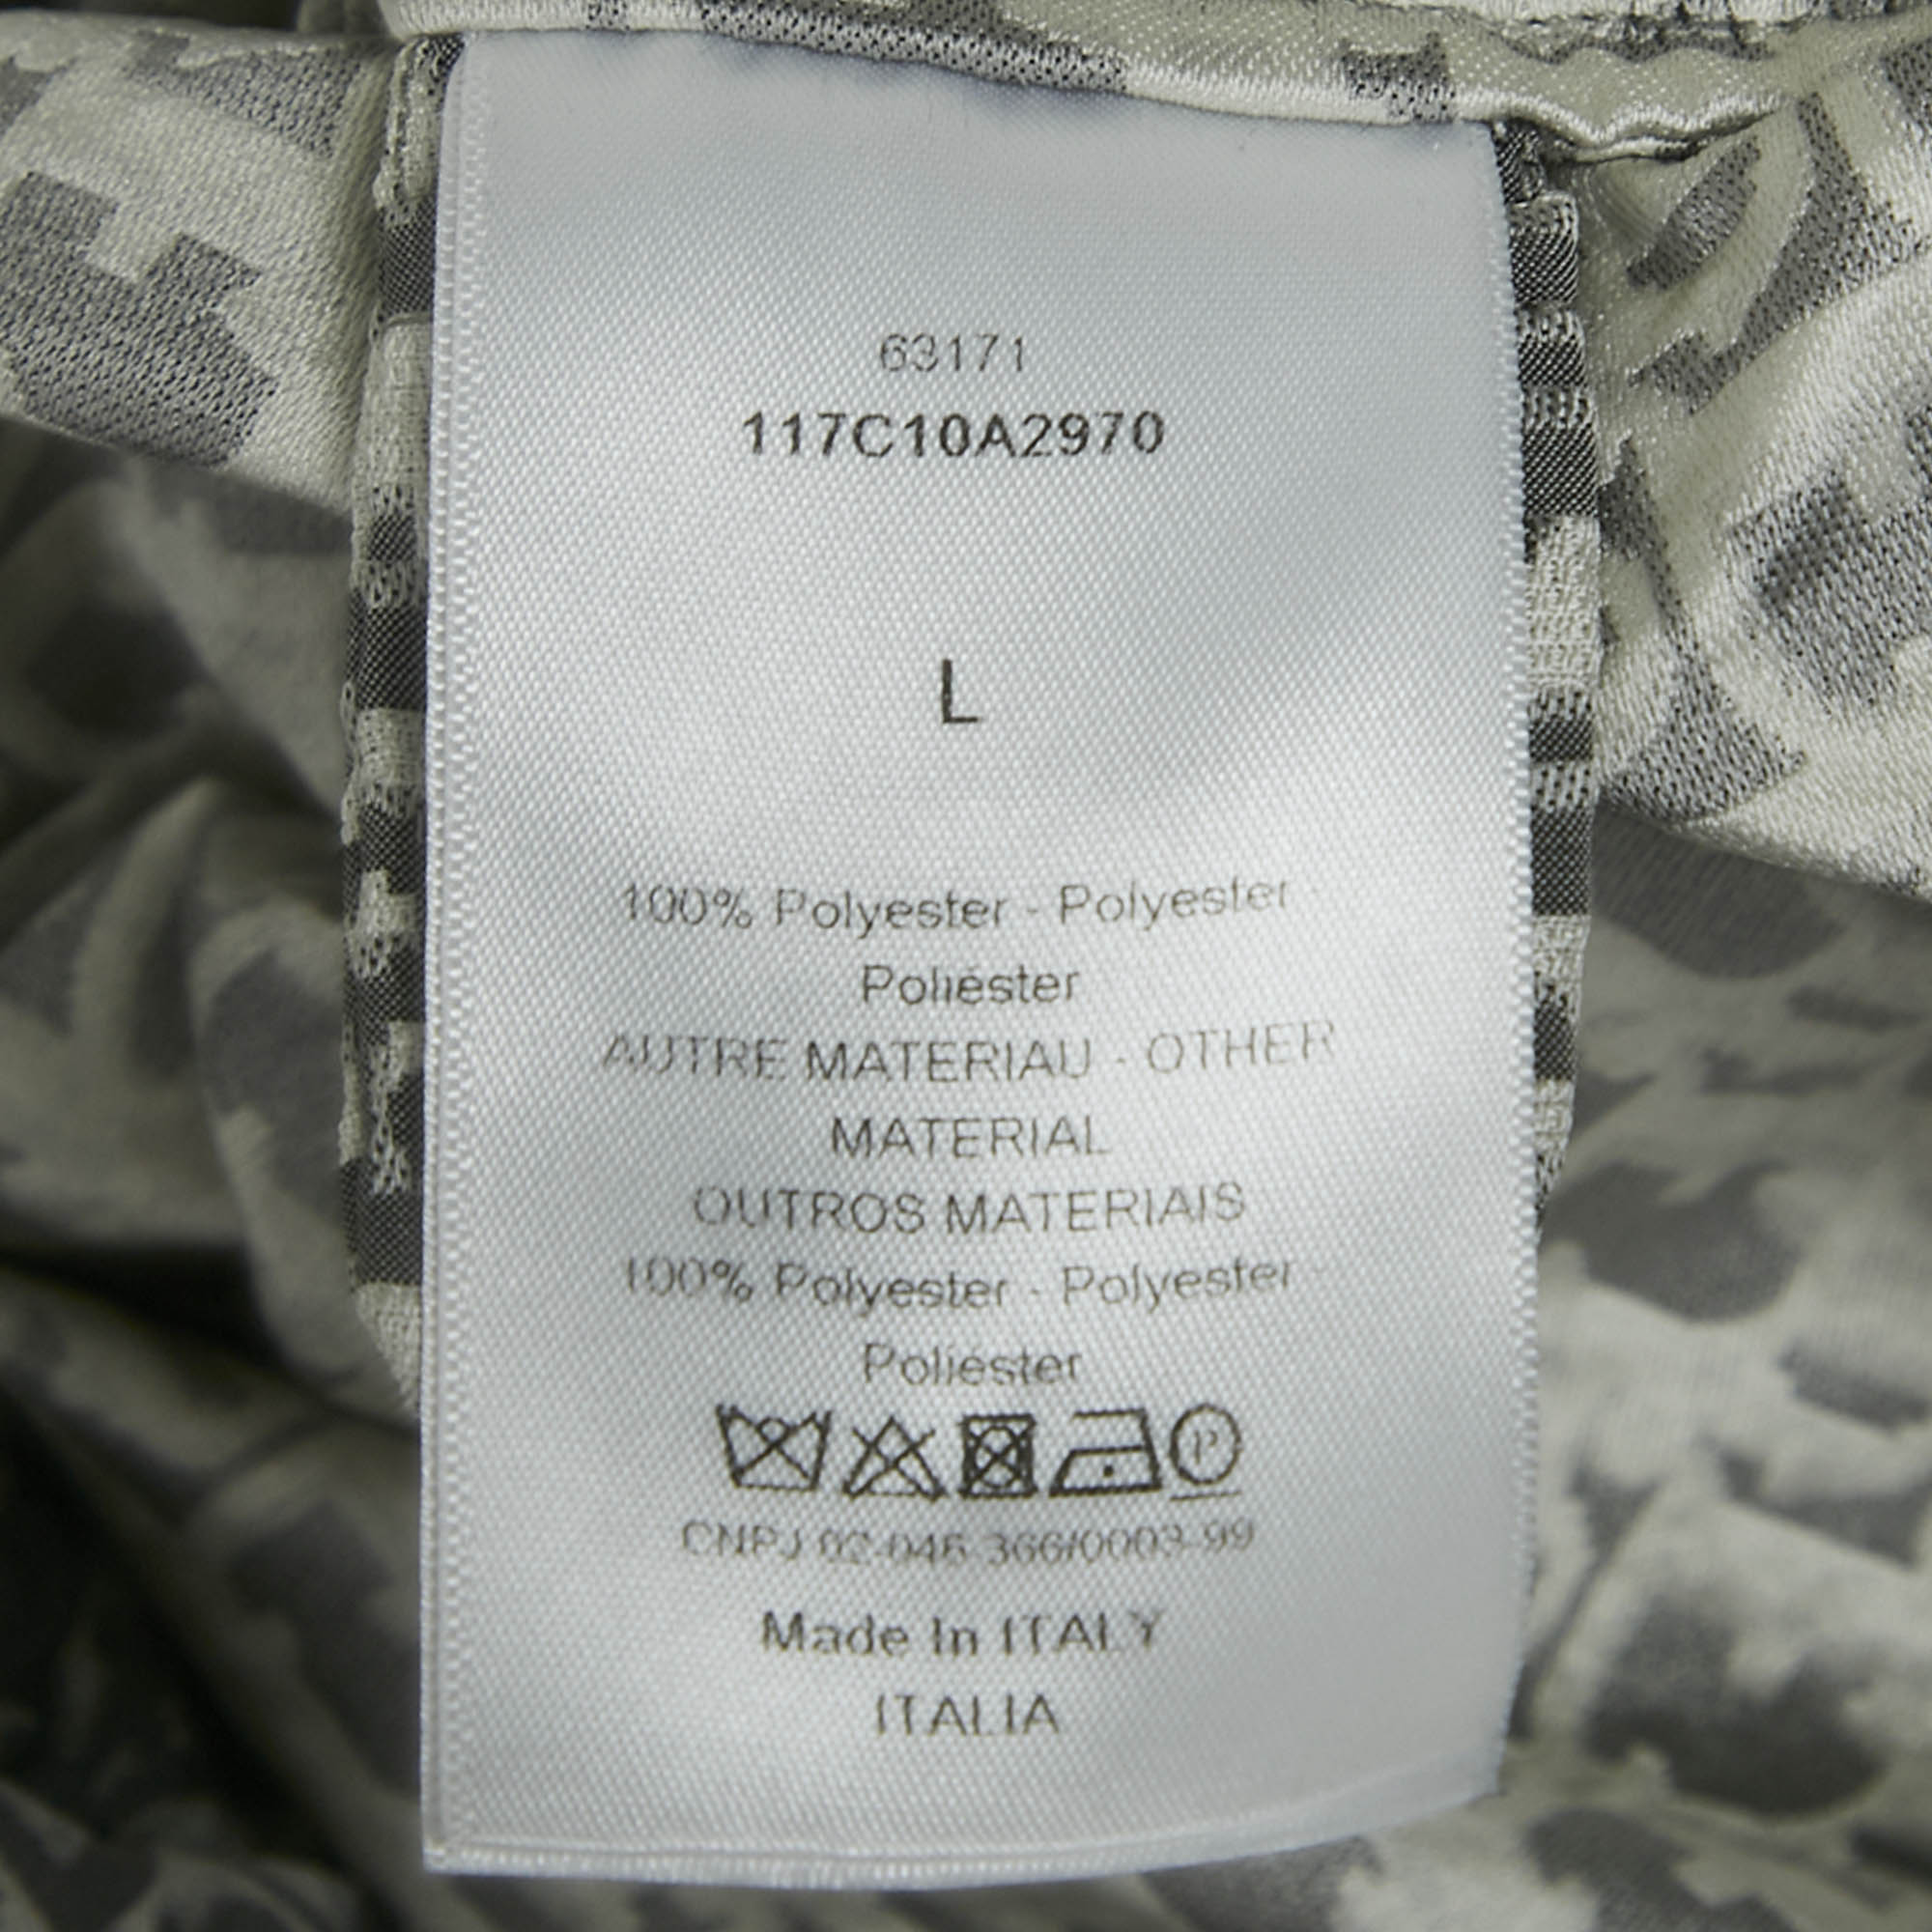 63171
117C10A2970
L
100% Polyester - Polyester -
Poliéster
AUTRE MATERIAU - OTHER
MATERIAL
OUTROS MATERIAIS
100% Polyester - Polyester -
Poliéster
P
CNPJ 02-046-366/0003-99
Made In ITALY
ITALIA